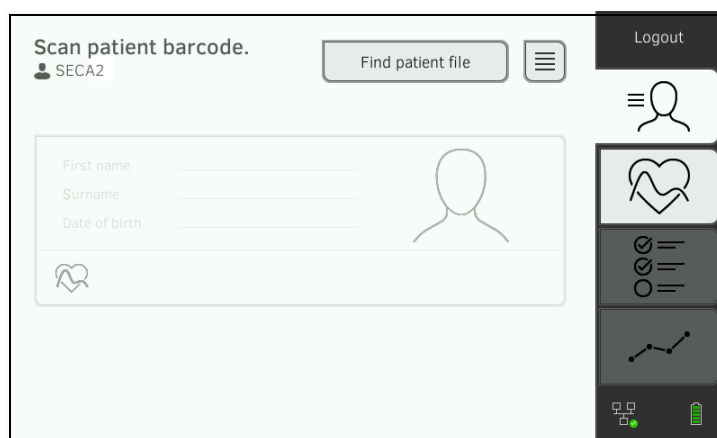 Scan patient barcode.
SECA2
Find patient file
Logout
First name
Surname
Date of birth